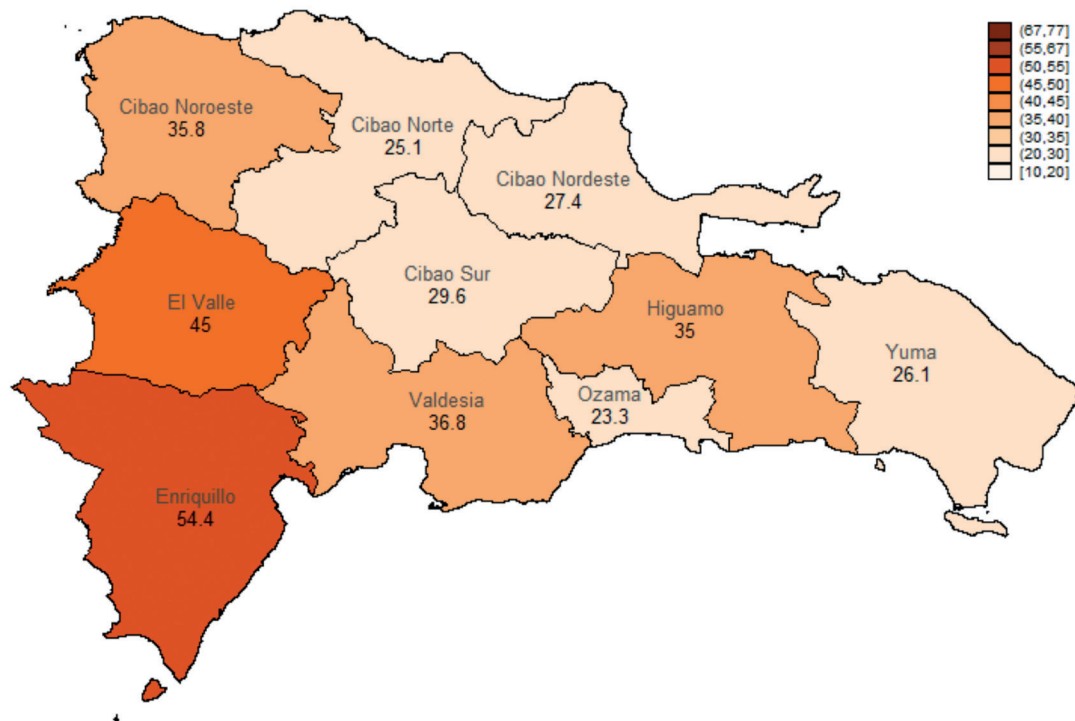 (67,77]
(55,67]
(50,55]
(45,50]
(40,45]
(35,40]
(30,35]
(20,30]
[10,20]
Cibao Noroeste
35.8
Cibao Norte
25.1
Cibao Nordeste
27.4
Cibao Sur
29.6
El Valle
45
Higuamo
35
Yuma
26.1
Valdesia
36.8
Ozama
23.3
Enriquillo
54.4